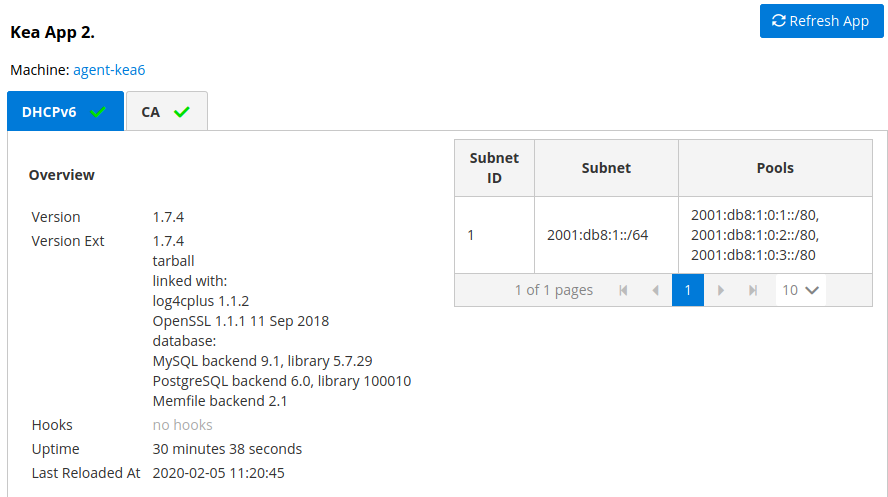 Kea App 2.
Refresh App
Machine: agent-kea6
DHCPv6
CA
Overview
Version 1.7.4
Version Ext 1.7.4
tarball
linked with:
log4cplus 1.1.2
OpenSSL 1.1.1 11 Sep 2018
database:
MySQL backend 9.1, library 5.7.29
PostgreSQL backend 6.0, library 100010
Memfile backend 2.1
Hooks no hooks
Uptime 30 minutes 38 seconds
Last Reloaded At 2020-02-05 11:20:45
Subnet ID Subnet Pools
1 2001:db8:1::/64 2001:db8:1:0:1::/80,
2001:db8:1:0:2::/80,
2001:db8:1:0:3::/80
1 of 1 pages 1 10